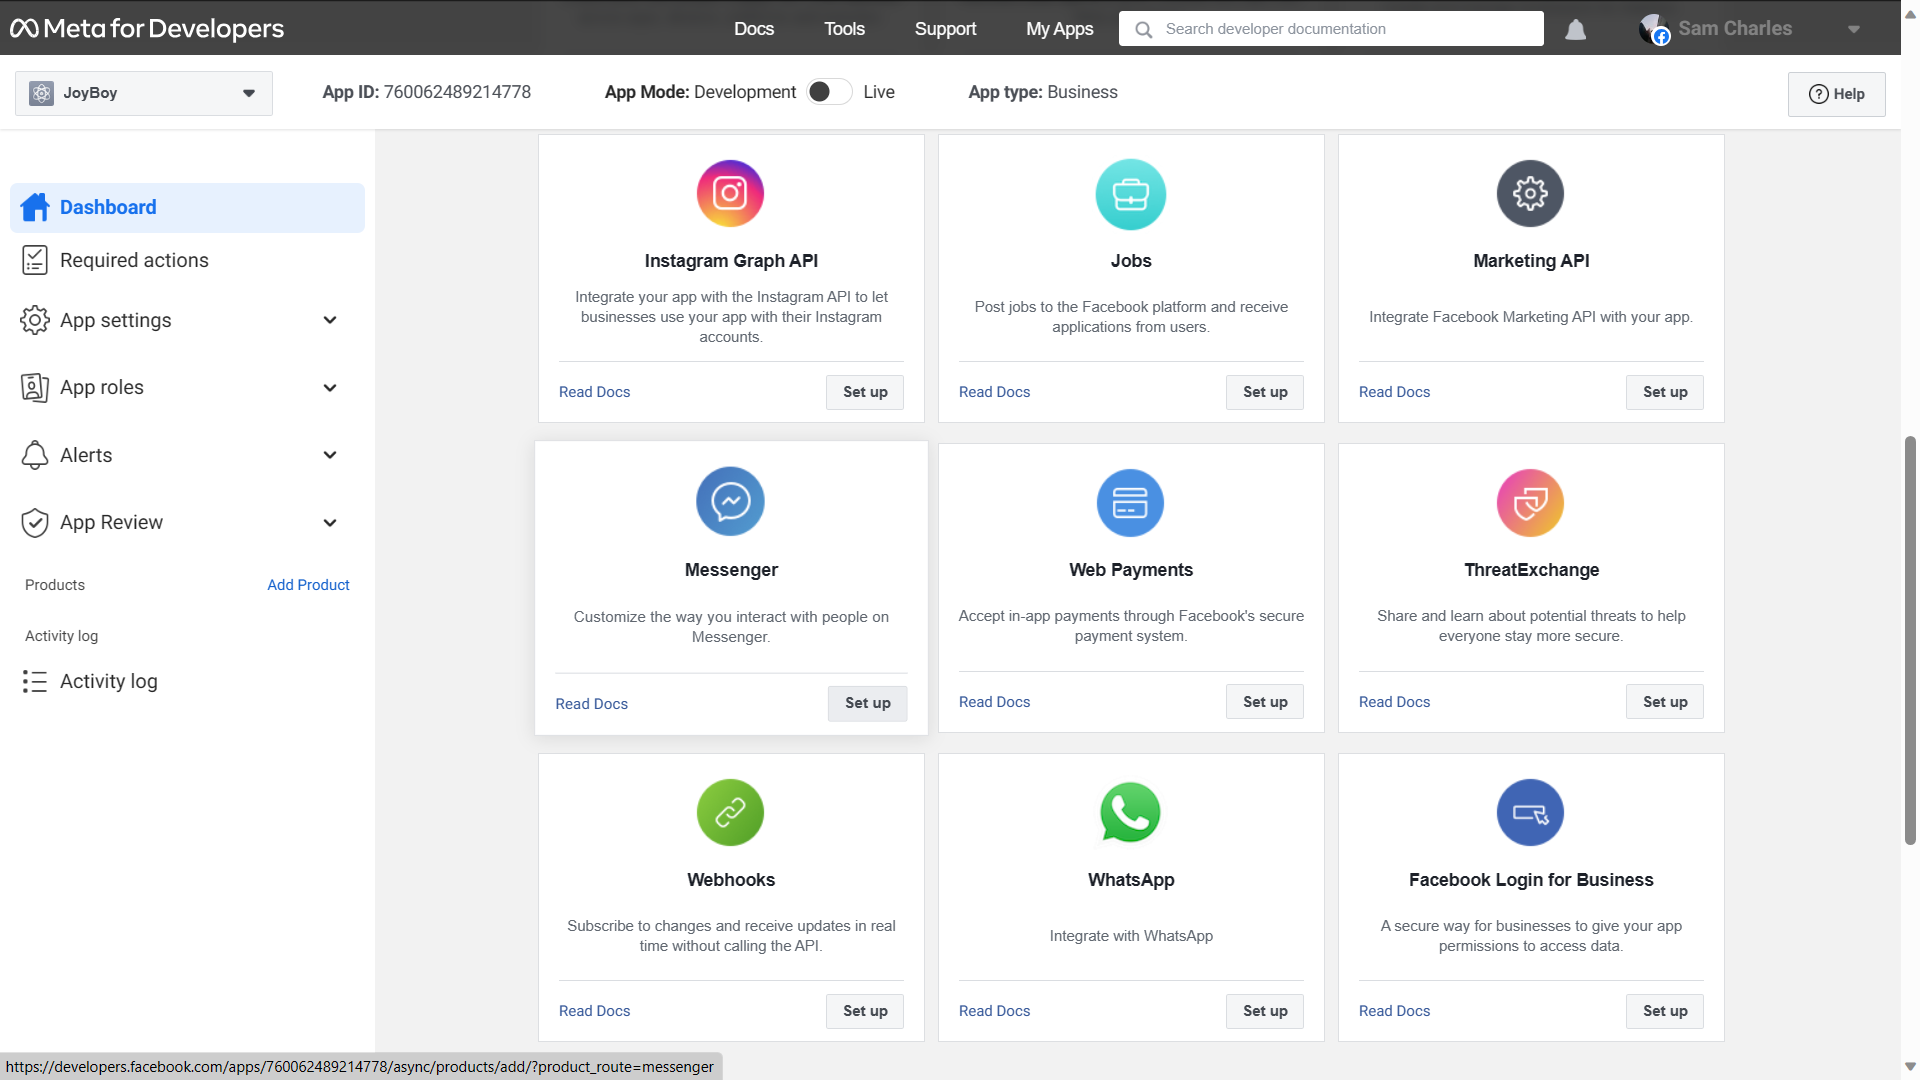 Meta for Developers
Docs
Tools
Support
My Apps
Search developer documentation
Sam Charles
JoyBoy
App ID: 760062489214778
App Mode: Development
Live
App type: Business
Help
Dashboard
Required actions
App settings
App roles
Alerts
App Review
Products
Add Product
Activity log
Activity log
Instagram Graph API
Integrate your app with the Instagram API to let
businesses use your app with their Instagram
accounts.
Read Docs
Set up
Jobs
Post jobs to the Facebook platform and receive
applications from users.
Read Docs
Set up
Marketing API
Integrate Facebook Marketing API with your app.
Read Docs
Set up
Messenger
Customize the way you interact with people on
Messenger.
Read Docs
Set up
Web Payments
Accept in-app payments through Facebook's secure
payment system.
Read Docs
Set up
ThreatExchange
Share and learn about potential threats to help
everyone stay more secure.
Read Docs
Set up
Webhooks
Subscribe to changes and receive updates in real
time without calling the API.
Read Docs
Set up
WhatsApp
Integrate with WhatsApp
Read Docs
Set up
Facebook Login for Business
A secure way for businesses to give your app
permissions to access data.
Read Docs
Set up
https://developers.facebook.com/apps/760062489214778/async/products/add/?product_route=messenger